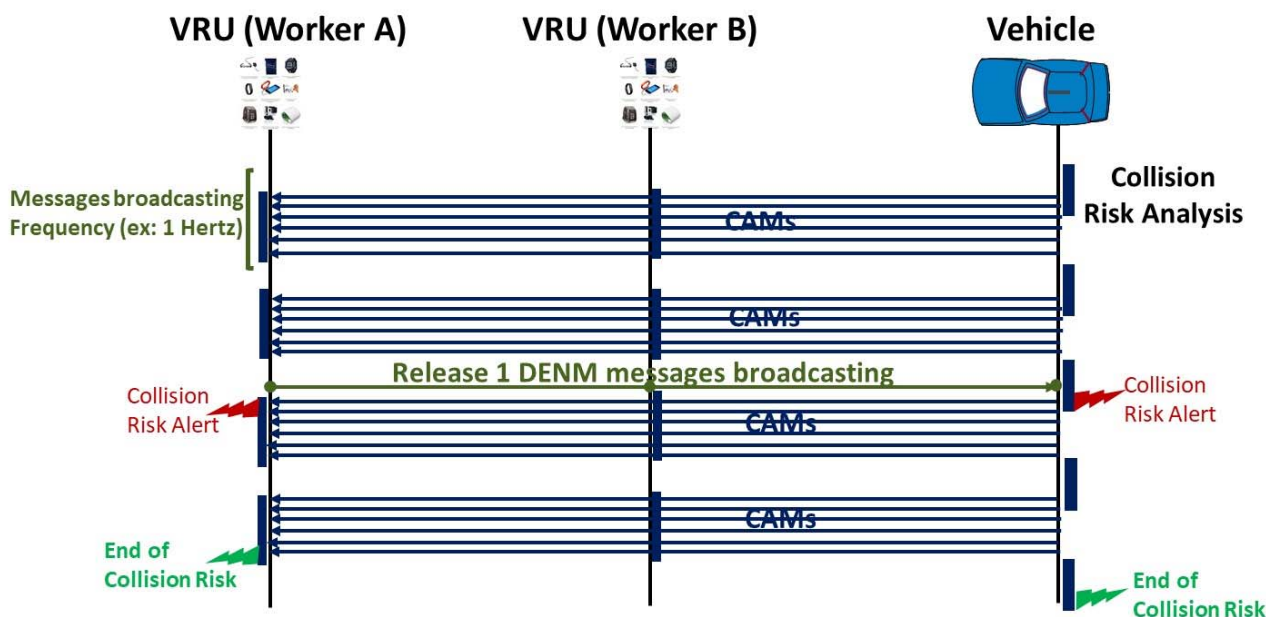 VRU (Worker A)
VRU (Worker B)
Vehicle
Messages broadcasting
Frequency (ex: 1 Hertz)
CAMs
Collision
Risk Analysis
CAMs
Release 1 DENM messages broadcasting
Collision
Risk Alert
CAMs
Collision
Risk Alert
CAMs
End of
Collision Risk
End of
Collision Risk